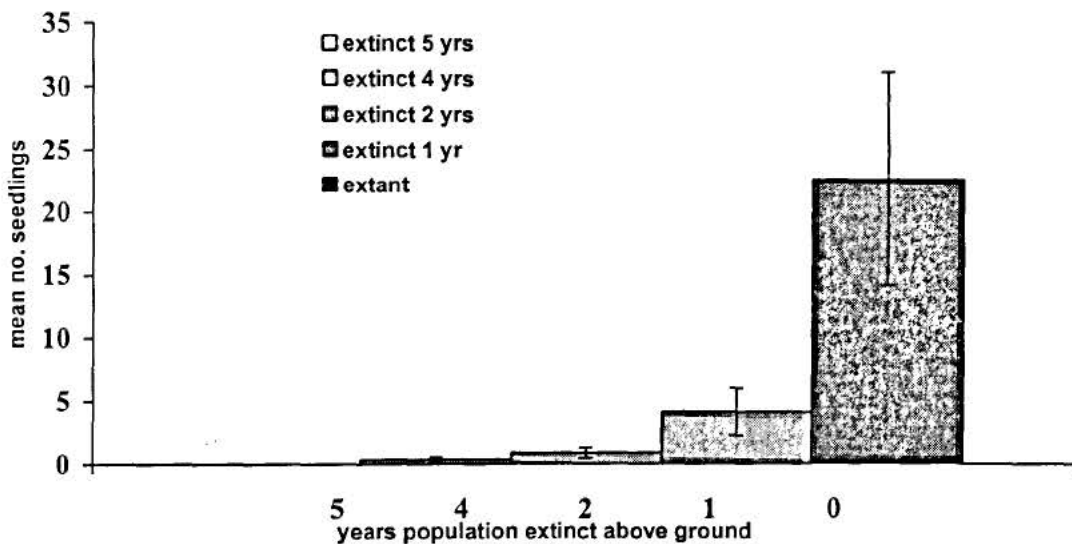 35
30
25
20
15
10
5
0
mean no. seedlings
extinct 5 yrs
extinct 4 yrs
extinct 2 yrs
extinct 1 yr
extant
5 4 2 1 0
years population extinct above ground